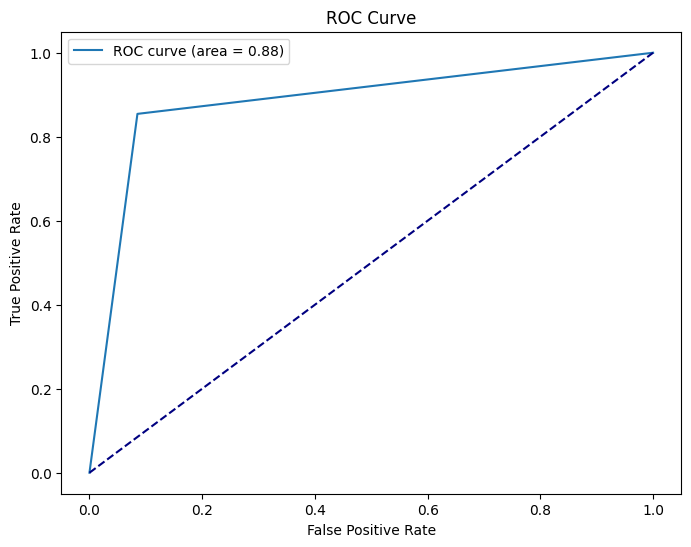 ROC Curve
ROC curve (area = 0.88)
True Positive Rate
1.0
0.8
0.6
0.4
0.2
0.0
0.0 0.2 0.4 0.6 0.8 1.0
False Positive Rate